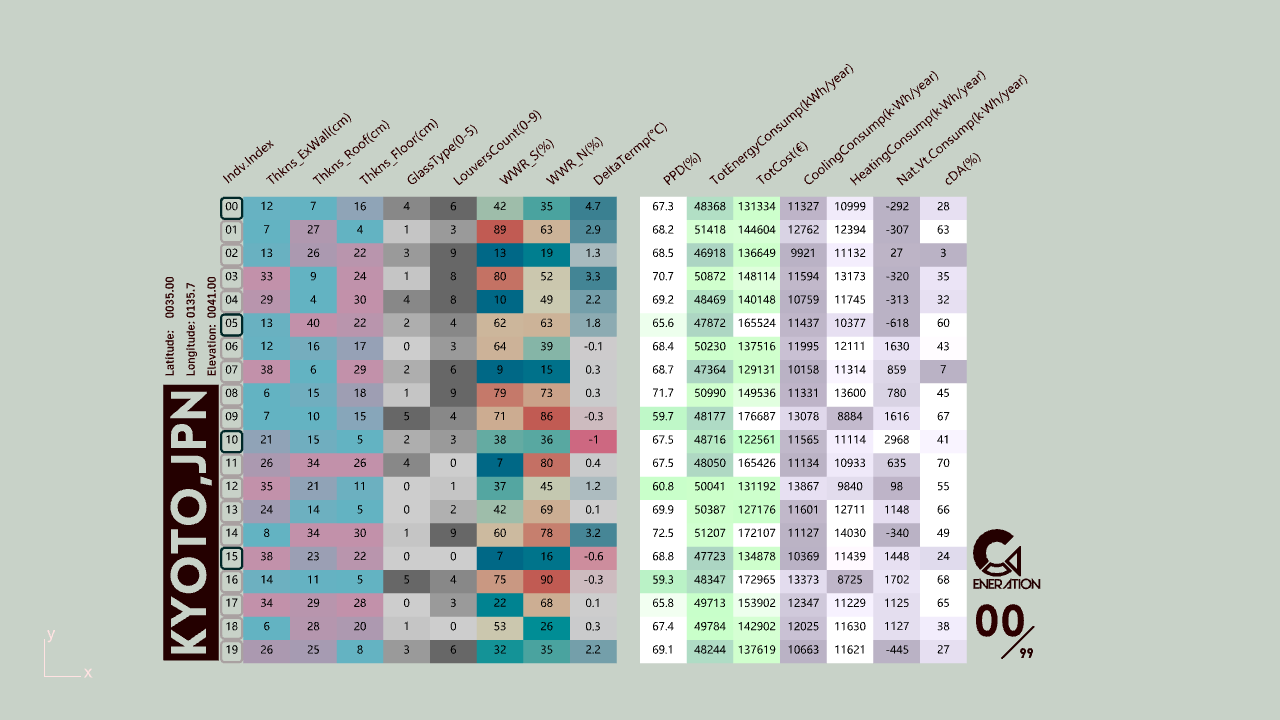 Indv.Index Thkns_ExWall(cm) Thkns_Roof(cm) Thkns_Floor(cm) GlassType(0-5) LouversCount(0-9) WWR_S(%) WWR_N(%) DeltaTermp(°C) PPD(%) TotEnergyConsump(kWh/year) TotCost(€) CoolingConsump(k·Wh/year) HeatingConsump(k·Wh/year) Nat.Vt.Consump(k·Wh/year) cDA(%)
00 12 7 16 4 6 42 35 4.7 67.3 48368 131334 11327 10999 -292 28
01 7 27 4 1 3 89 63 2.9 68.2 51418 144604 12762 12394 -307 63
02 13 26 22 3 9 13 19 1.3 68.5 46918 136649 9921 11132 27 3
03 33 9 24 1 8 80 52 3.3 70.7 50872 148114 11594 13173 -320 35
04 29 4 30 4 8 10 49 2.2 69.2 48469 140148 10759 11745 -313 32
05 13 40 22 2 4 62 63 1.8 65.6 47872 165524 11437 10377 -618 60
06 12 16 17 0 3 64 39 -0.1 68.4 50230 137516 11995 12111 1630 43
07 38 6 29 2 6 9 15 0.3 68.7 47364 129131 10158 11314 859 7
08 6 15 18 1 9 79 73 0.3 71.7 50990 149536 11331 13600 780 45
09 7 10 15 5 4 71 86 -0.3 59.7 48177 176687 13078 8884 1616 67
10 21 15 5 2 3 38 36 -1 67.5 48716 122561 11565 11114 2968 41
11 26 34 26 4 0 7 80 0.4 67.5 48050 165426 11134 10933 635 70
12 35 21 11 0 1 37 45 1.2 60.8 50041 131192 13867 9840 98 55
13 24 14 5 0 2 42 69 0.1 69.9 50387 127176 11601 12711 1148 66
14 8 34 30 1 9 60 78 3.2 72.5 51207 172107 11127 14030 -340 49
15 38 23 22 0 0 7 16 -0.6 68.8 47723 134878 10369 11439 1448 24
16 14 11 5 5 4 75 90 -0.3 59.3 48347 172965 13373 8725 1702 68
17 34 29 28 0 3 22 68 0.1 65.8 49713 153902 12347 11229 1125 65
18 6 28 20 1 0 53 26 0.3 67.4 49784 142902 12025 11630 1127 38
19 26 25 8 3 6 32 35 2.2 69.1 48244 137619 10663 11621 -445 27
Latitude: 0035.00
Longitude: 0135.7
Elevation: 0041.00
KYOTO,JPN
ENERATION
00/99
y
x